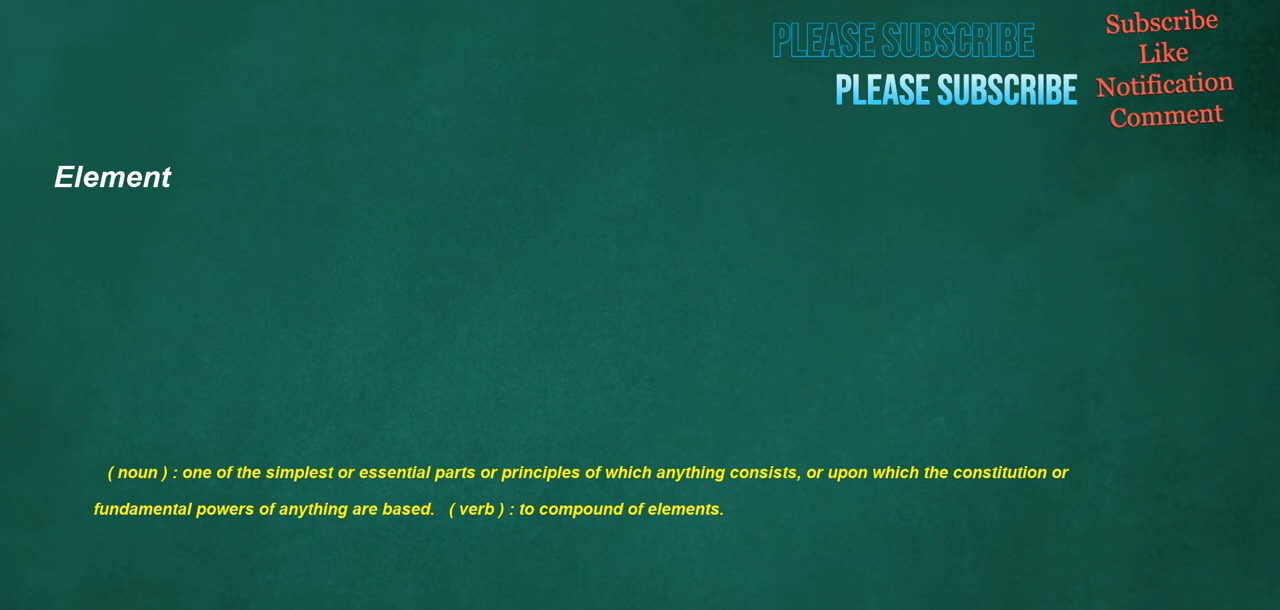 PLEASE SUBSCRIBE
PLEASE SUBSCRIBE
Subscribe
Like
Notification
Comment
Element
( noun ) : one of the simplest or essential parts or principles of which anything consists, or upon which the constitution or
fundamental powers of anything are based. ( verb ) : to compound of elements.